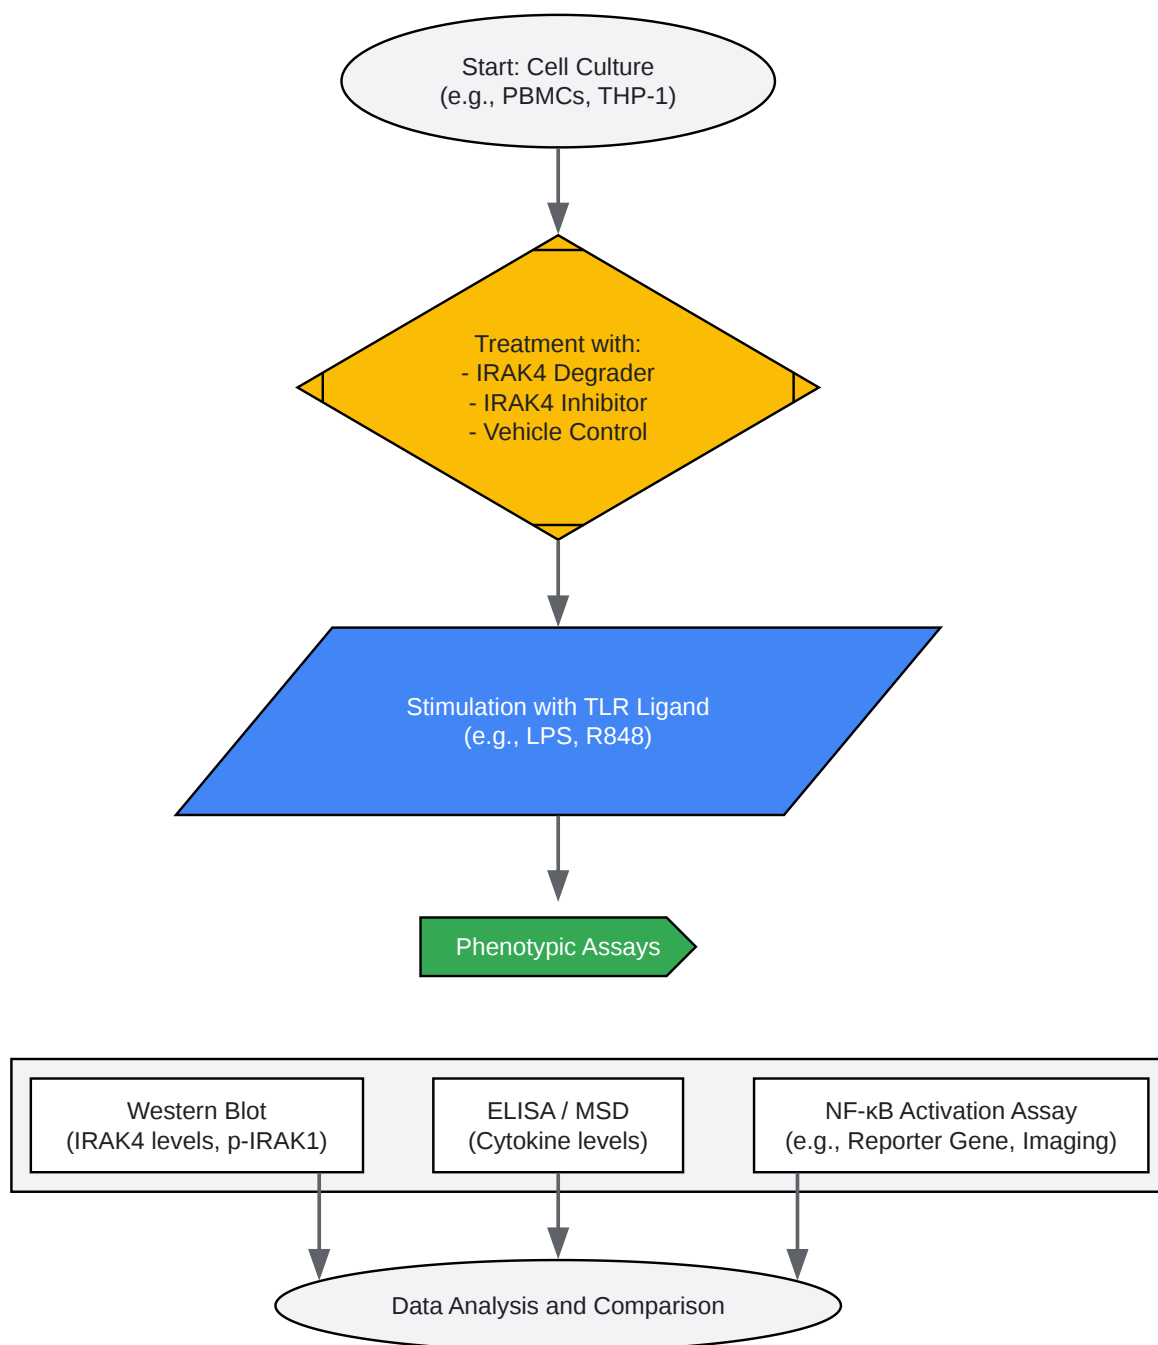 Start: Cell Culture
(e.g., PBMCs, THP-1)
Treatment with:
- IRAK4 Degrader
- IRAK4 Inhibitor
- Vehicle Control
Stimulation with TLR Ligand
(e.g., LPS, R848)
Phenotypic Assays
Western Blot
(IRAK4 levels, p-IRAK1)
ELISA / MSD
(Cytokine levels)
NF-κB Activation Assay
(e.g., Reporter Gene, Imaging)
Data Analysis and Comparison